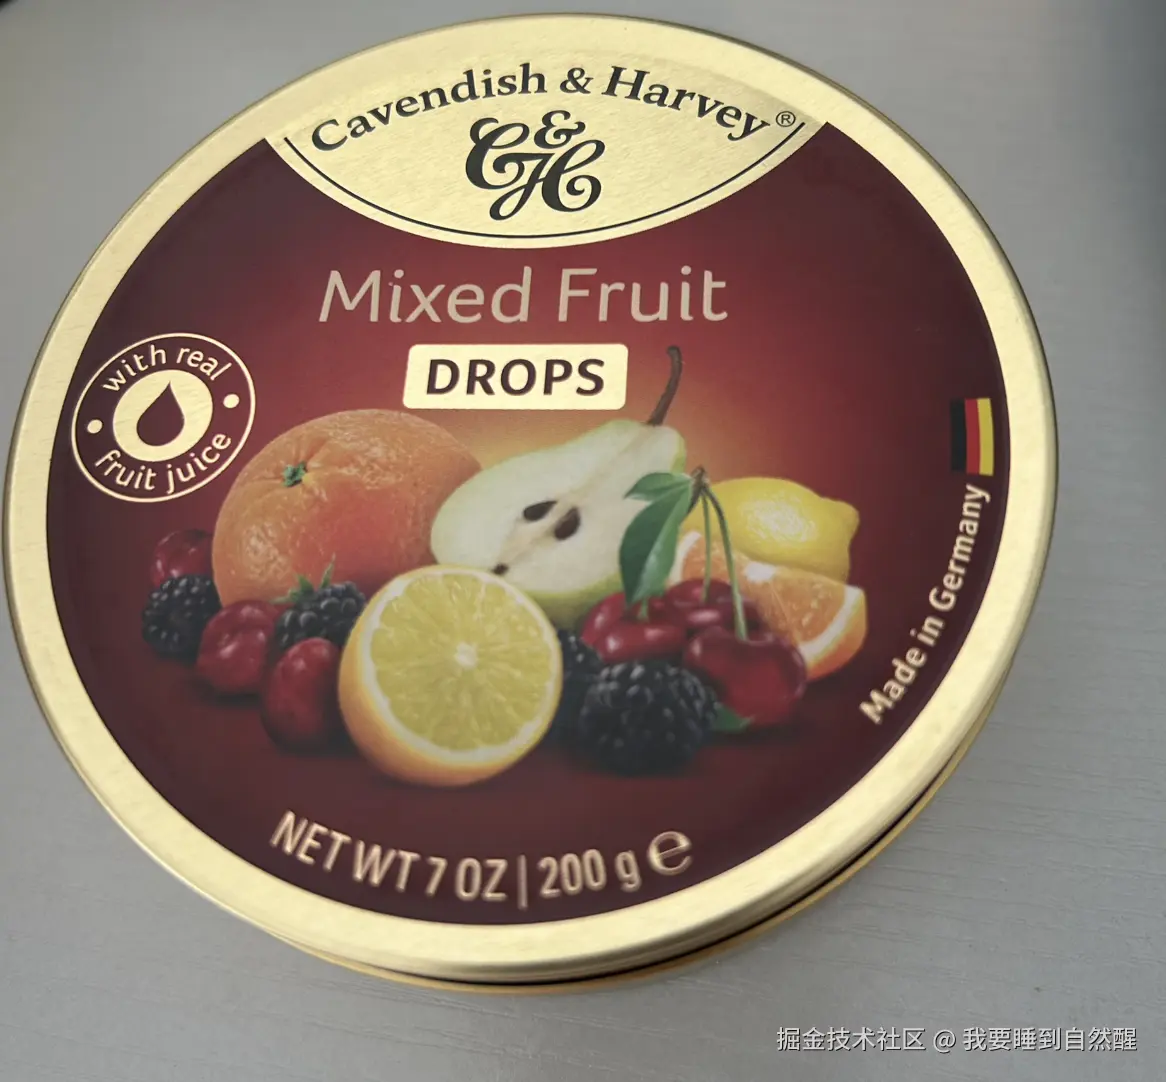 Cavendish & Harvey®
C&H
Mixed Fruit
DROPS
with real
fruit juice
Made in Germany
NET WT 7 OZ | 200 g ℮
掘金技术社区 @ 我要睡到自然醒